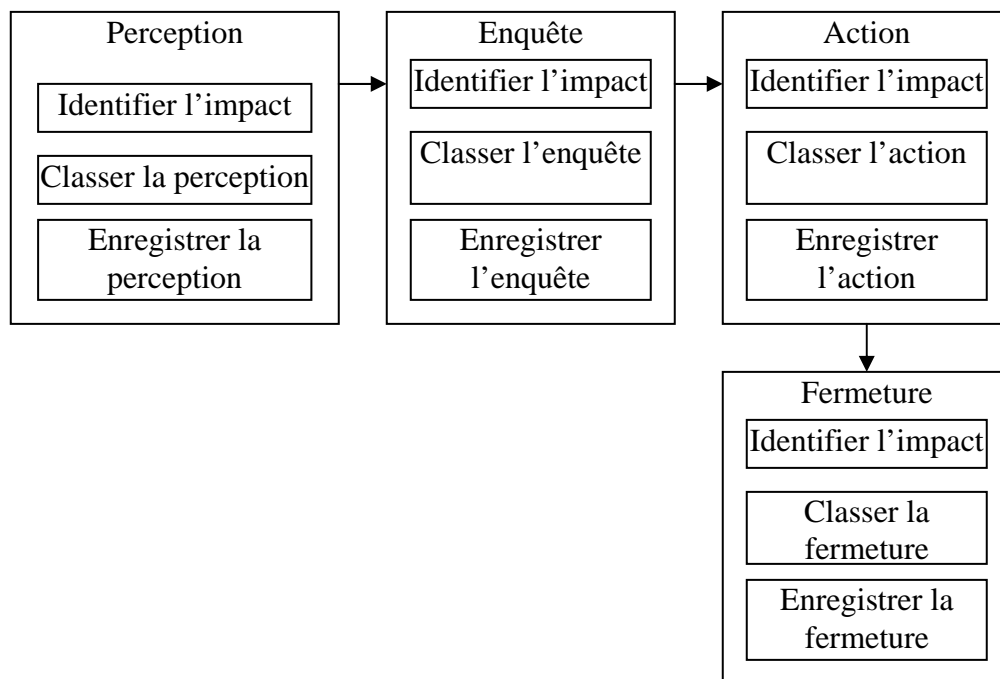 Perception
Identifier l’impact
Classer la perception
Enregistrer la
perception
Enquête
Identifier l’impact
Classer l’enquête
Enregistrer
l’enquête
Action
Identifier l’impact
Classer l’action
Enregistrer
l’action
Fermeture
Identifier l’impact
Classer la
fermeture
Enregistrer la
fermeture